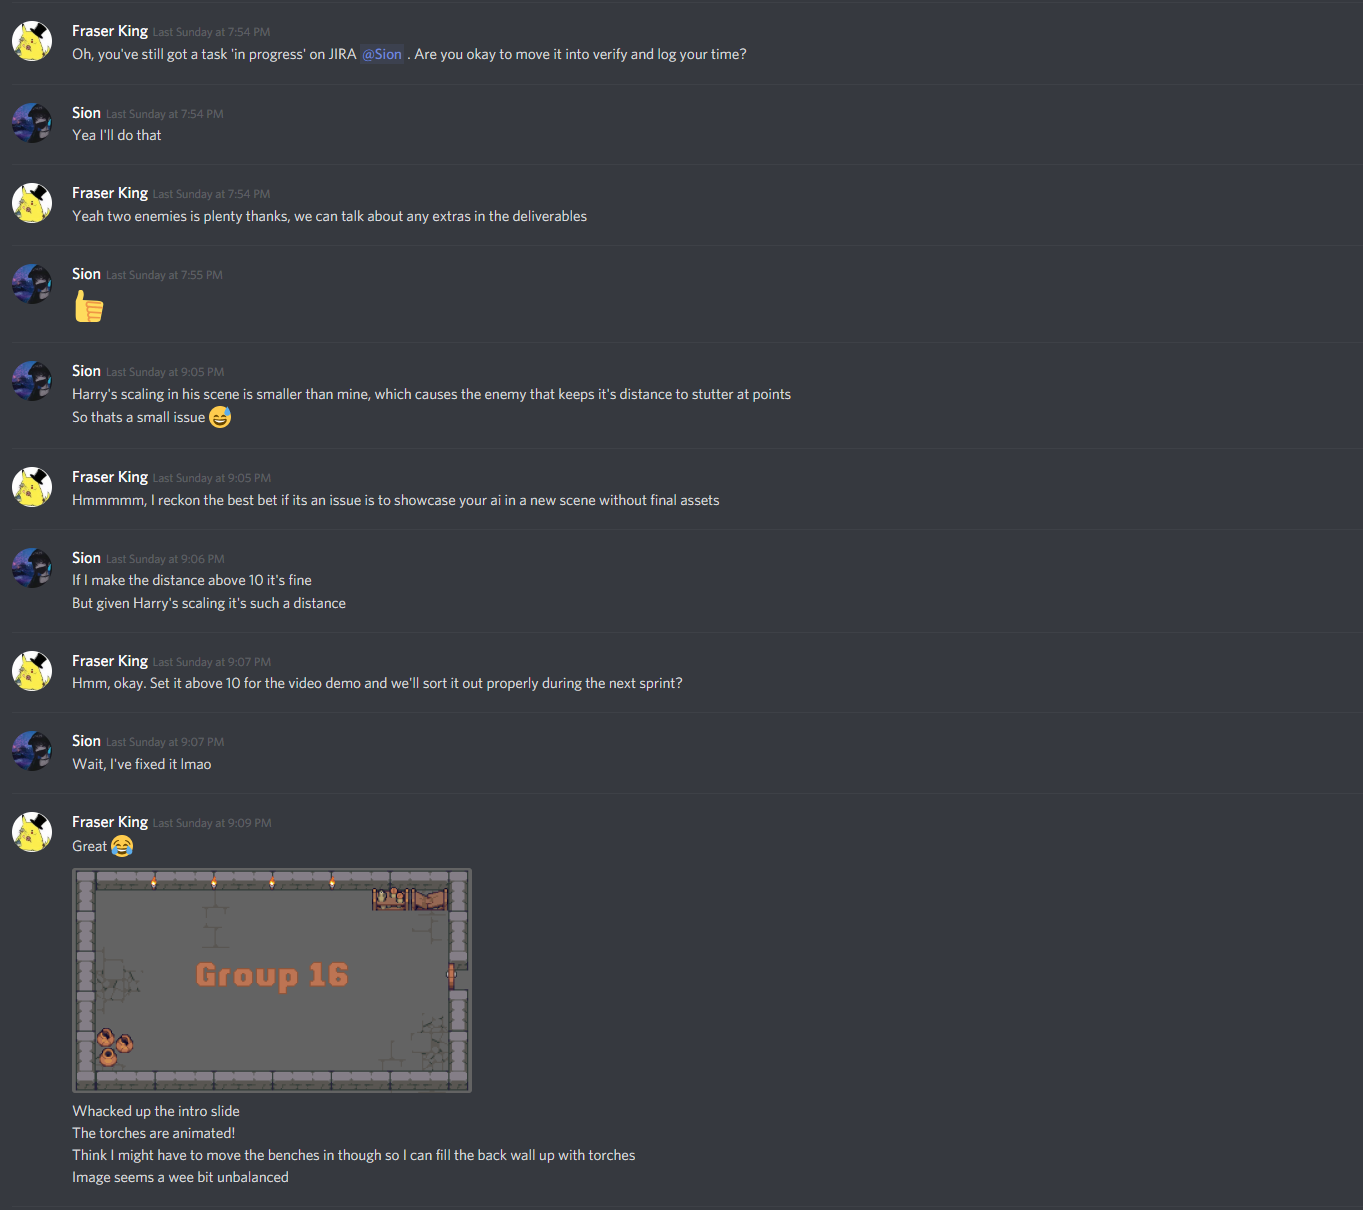 Fraser King Last Sunday at 7:54 PM
Oh, you've still got a task 'in progress' on JIRA @Sion . Are you okay to move it into verify and log your time?
Sion Last Sunday at 7:54 PM
Yea I'll do that
Fraser King Last Sunday at 7:54 PM
Yeah two enemies is plenty thanks, we can talk about any extras in the deliverables
Sion Last Sunday at 7:55 PM
Sion Last Sunday at 9:05 PM
Harry's scaling in his scene is smaller than mine, which causes the enemy that keeps it's distance to stutter at points
So thats a small issue
Fraser King Last Sunday at 9:05 PM
Hmmmmm, I reckon the best bet if its an issue is to showcase your ai in a new scene without final assets
Sion Last Sunday at 9:06 PM
If I make the distance above 10 it's fine
But given Harry's scaling it's such a distance
Fraser King Last Sunday at 9:07 PM
Hmm, okay. Set it above 10 for the video demo and we'll sort it out properly during the next sprint?
Sion Last Sunday at 9:07 PM
Wait, I've fixed it lmao
Fraser King Last Sunday at 9:09 PM
Great
Group 16
Whacked up the intro slide
The torches are animated!
Think I might have to move the benches in though so I can fill the back wall up with torches
Image seems a wee bit unbalanced